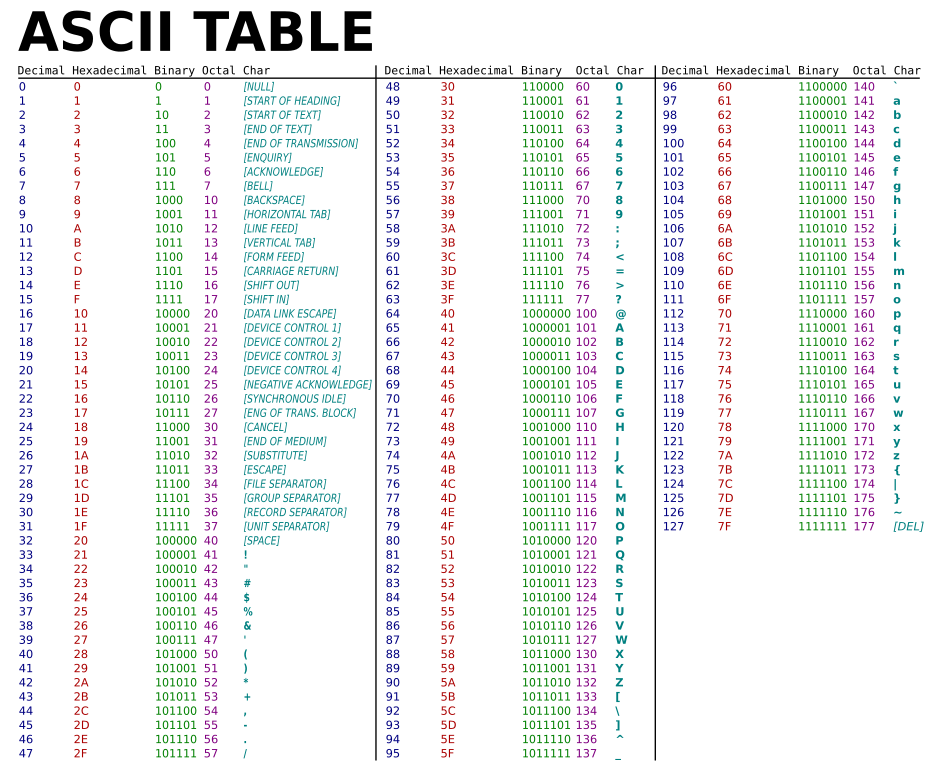 ASCII TABLE
Decimal Hexadecimal Binary Octal Char
0 0 0 0 [NULL]
1 1 1 1 [START OF HEADING]
2 2 10 2 [START OF TEXT]
3 3 11 3 [END OF TEXT]
4 4 100 4 [END OF TRANSMISSION]
5 5 101 5 [ENQUIRY]
6 6 110 6 [ACKNOWLEDGE]
7 7 111 7 [BELL]
8 8 1000 10 [BACKSPACE]
9 9 1001 11 [HORIZONTAL TAB]
10 A 1010 12 [LINE FEED]
11 B 1011 13 [VERTICAL TAB]
12 C 1100 14 [FORM FEED]
13 D 1101 15 [CARRIAGE RETURN]
14 E 1110 16 [SHIFT OUT]
15 F 1111 17 [SHIFT IN]
16 10 10000 20 [DATA LINK ESCAPE]
17 11 10001 21 [DEVICE CONTROL 1]
18 12 10010 22 [DEVICE CONTROL 2]
19 13 10011 23 [DEVICE CONTROL 3]
20 14 10100 24 [DEVICE CONTROL 4]
21 15 10101 25 [NEGATIVE ACKNOWLEDGE]
22 16 10110 26 [SYNCHRONOUS IDLE]
23 17 10111 27 [ENG OF TRANS. BLOCK]
24 18 11000 30 [CANCEL]
25 19 11001 31 [END OF MEDIUM]
26 1A 11010 32 [SUBSTITUTE]
27 1B 11011 33 [ESCAPE]
28 1C 11100 34 [FILE SEPARATOR]
29 1D 11101 35 [GROUP SEPARATOR]
30 1E 11110 36 [RECORD SEPARATOR]
31 1F 11111 37 [UNIT SEPARATOR]
32 20 100000 40 [SPACE]
33 21 100001 41 !
34 22 100010 42 "
35 23 100011 43 #
36 24 100100 44 $
37 25 100101 45 %
38 26 100110 46 &
39 27 100111 47 '
40 28 101000 50 (
41 29 101001 51 )
42 2A 101010 52 *
43 2B 101011 53 +
44 2C 101100 54 ,
45 2D 101101 55 -
46 2E 101110 56 .
47 2F 101111 57 /
Decimal Hexadecimal Binary Octal Char
48 30 110000 60 0
49 31 110001 61 1
50 32 110010 62 2
51 33 110011 63 3
52 34 110100 64 4
53 35 110101 65 5
54 36 110110 66 6
55 37 110111 67 7
56 38 111000 70 8
57 39 111001 71 9
58 3A 111010 72 :
59 3B 111011 73 ;
60 3C 111100 74 <
61 3D 111101 75 =
62 3E 111110 76 >
63 3F 111111 77 ?
64 40 1000000 100 @
65 41 1000001 101 A
66 42 1000010 102 B
67 43 1000011 103 C
68 44 1000100 104 D
69 45 1000101 105 E
70 46 1000110 106 F
71 47 1000111 107 G
72 48 1001000 110 H
73 49 1001001 111 I
74 4A 1001010 112 J
75 4B 1001011 113 K
76 4C 1001100 114 L
77 4D 1001101 115 M
78 4E 1001110 116 N
79 4F 1001111 117 O
80 50 1010000 120 P
81 51 1010001 121 Q
82 52 1010010 122 R
83 53 1010011 123 S
84 54 1010100 124 T
85 55 1010101 125 U
86 56 1010110 126 V
87 57 1010111 127 W
88 58 1011000 130 X
89 59 1011001 131 Y
90 5A 1011010 132 Z
91 5B 1011011 133 [
92 5C 1011100 134 \
93 5D 1011101 135 ]
94 5E 1011110 136 ^
95 5F 1011111 137 _
Decimal Hexadecimal Binary Octal Char
96 60 1100000 140 `
97 61 1100001 141 a
98 62 1100010 142 b
99 63 1100011 143 c
100 64 1100100 144 d
101 65 1100101 145 e
102 66 1100110 146 f
103 67 1100111 147 g
104 68 1101000 150 h
105 69 1101001 151 i
106 6A 1101010 152 j
107 6B 1101011 153 k
108 6C 1101100 154 l
109 6D 1101101 155 m
110 6E 1101110 156 n
111 6F 1101111 157 o
112 70 1110000 160 p
113 71 1110001 161 q
114 72 1110010 162 r
115 73 1110011 163 s
116 74 1110100 164 t
117 75 1110101 165 u
118 76 1110110 166 v
119 77 1110111 167 w
120 78 1111000 170 x
121 79 1111001 171 y
122 7A 1111010 172 z
123 7B 1111011 173 {
124 7C 1111100 174 |
125 7D 1111101 175 }
126 7E 1111110 176 ~
127 7F 1111111 177 [DEL]